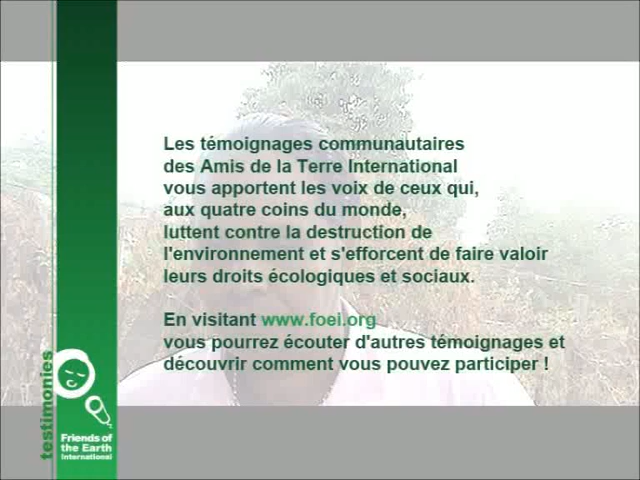 Les témoignages communautaires
des Amis de la Terre International
vous apportent les voix de ceux qui,
aux quatre coins du monde,
luttent contre la destruction de
l'environnement et s'efforcent de faire valoir
leurs droits écologiques et sociaux.
En visitant www.foei.org
vous pourrez écouter d'autres témoignages et
découvrir comment vous pouvez participer !
testimonies
Friends of
the Earth
International